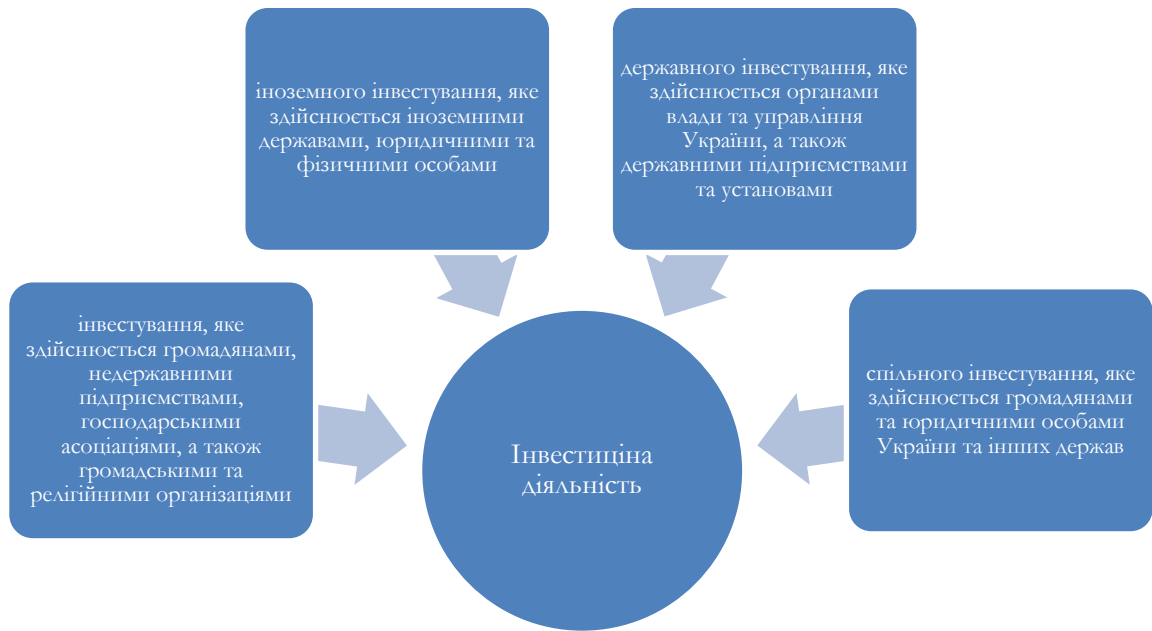 іноземного інвестування, яке
здійснюється іноземними
державами, юридичними та
фізичними особами
державного інвестування, яке
здійснюється органами
влади та управління
України, а також
державними підприємствами
та установами
інвестування, яке
здійснюється громадянами,
недержавними
підприємствами,
господарськими
асоціаціями, а також
громадськими та
релігійними організаціями
спільного інвестування, яке
здійснюється громадянами
та юридичними особами
України та інших держав
Інвестиціна
діяльність